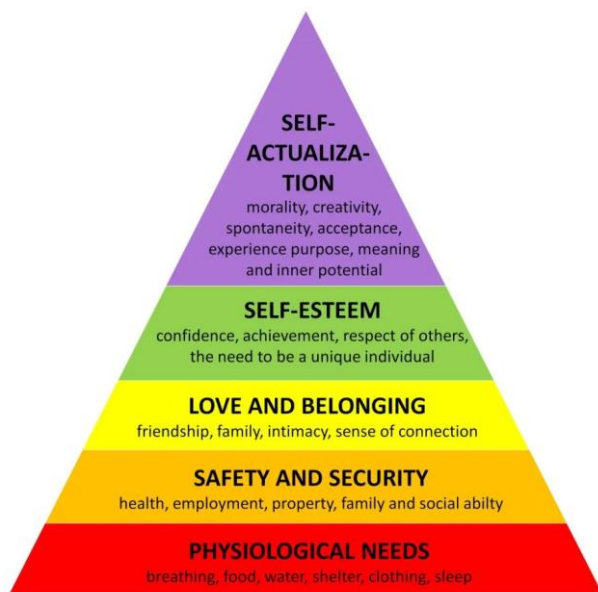 SELF-
ACTUALIZA-
TION
morality, creativity,
spontaneity, acceptance,
experience purpose, meaning
and inner potential
SELF-ESTEEM
confidence, achievement, respect of others,
the need to be a unique individual
LOVE AND BELONGING
friendship, family, intimacy, sense of connection
SAFETY AND SECURITY
health, employment, property, family and social abilty
PHYSIOLOGICAL NEEDS
breathing, food, water, shelter, clothing, sleep